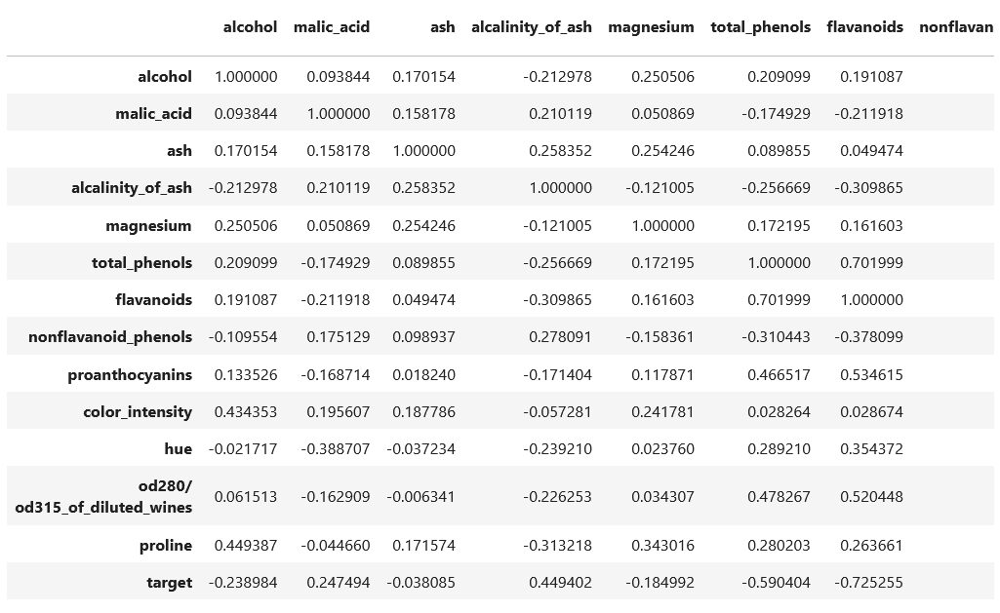 alcohol malic_acid ash alcalinity_of_ash magnesium total_phenols flavanoids nonflavan
alcohol 1.000000 0.093844 0.170154 -0.212978 0.250506 0.209099 0.191087
malic_acid 0.093844 1.000000 0.158178 0.210119 0.050869 -0.174929 -0.211918
ash 0.170154 0.158178 1.000000 0.258352 0.254246 0.089855 0.049474
alcalinity_of_ash -0.212978 0.210119 0.258352 1.000000 -0.121005 -0.256669 -0.309865
magnesium 0.250506 0.050869 0.254246 -0.121005 1.000000 0.172195 0.161603
total_phenols 0.209099 -0.174929 0.089855 -0.256669 0.172195 1.000000 0.701999
flavanoids 0.191087 -0.211918 0.049474 -0.309865 0.161603 0.701999 1.000000
nonflavanoid_phenols -0.109554 0.175129 0.098937 0.278091 -0.158361 -0.310443 -0.378099
proanthocyanins 0.133526 -0.168714 0.018240 -0.171404 0.117871 0.466517 0.534615
color_intensity 0.434353 0.195607 0.187786 -0.057281 0.241781 0.028264 0.028674
hue -0.021717 -0.388707 -0.037234 -0.239210 0.023760 0.289210 0.354372
od280/
od315_of_diluted_wines 0.061513 -0.162909 -0.006341 -0.226253 0.034307 0.478267 0.520448
proline 0.449387 -0.044660 0.171574 -0.313218 0.343016 0.280203 0.263661
target -0.238984 0.247494 -0.038085 0.449402 -0.184992 -0.590404 -0.725255